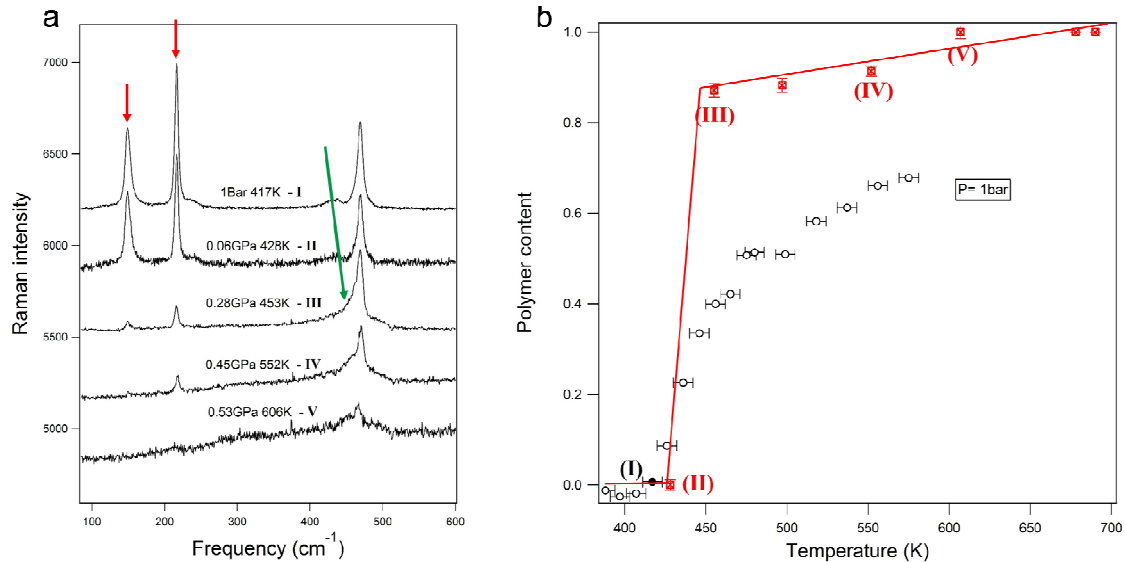 a
Raman intensity
7000
6500
6000
5500
5000
1Bar 417K - I
0.06GPa 428K - II
0.28GPa 453K - III
0.45GPa 552K - IV
0.53GPa 606K - V
100 200 300 400 500 600
Frequency (cm-1)
b
Polymer content
1.0
0.8
0.6
0.4
0.2
0.0
(V)
(IV)
(III)
P= 1bar
(I)
(II)
400 450 500 550 600 650 700
Temperature (K)